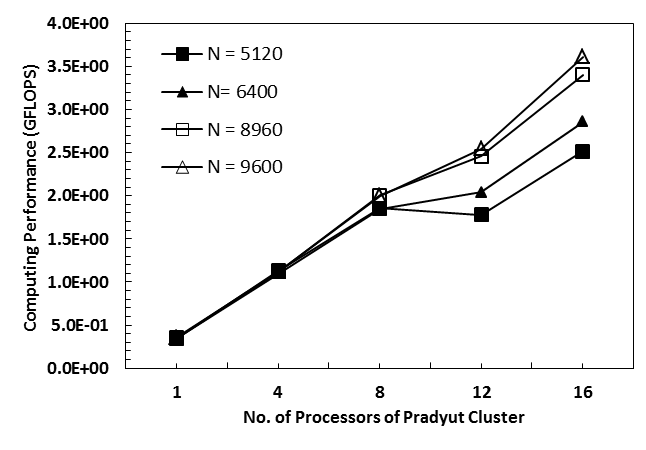 4.0E+00
3.5E+00
3.0E+00
2.5E+00
2.0E+00
1.5E+00
1.0E+00
5.0E-01
0.0E+00
Computing Performance (GFLOPS)
N = 5120
N= 6400
N = 8960
N = 9600
1 4 8 12 16
No. of Processors of Pradyut Cluster